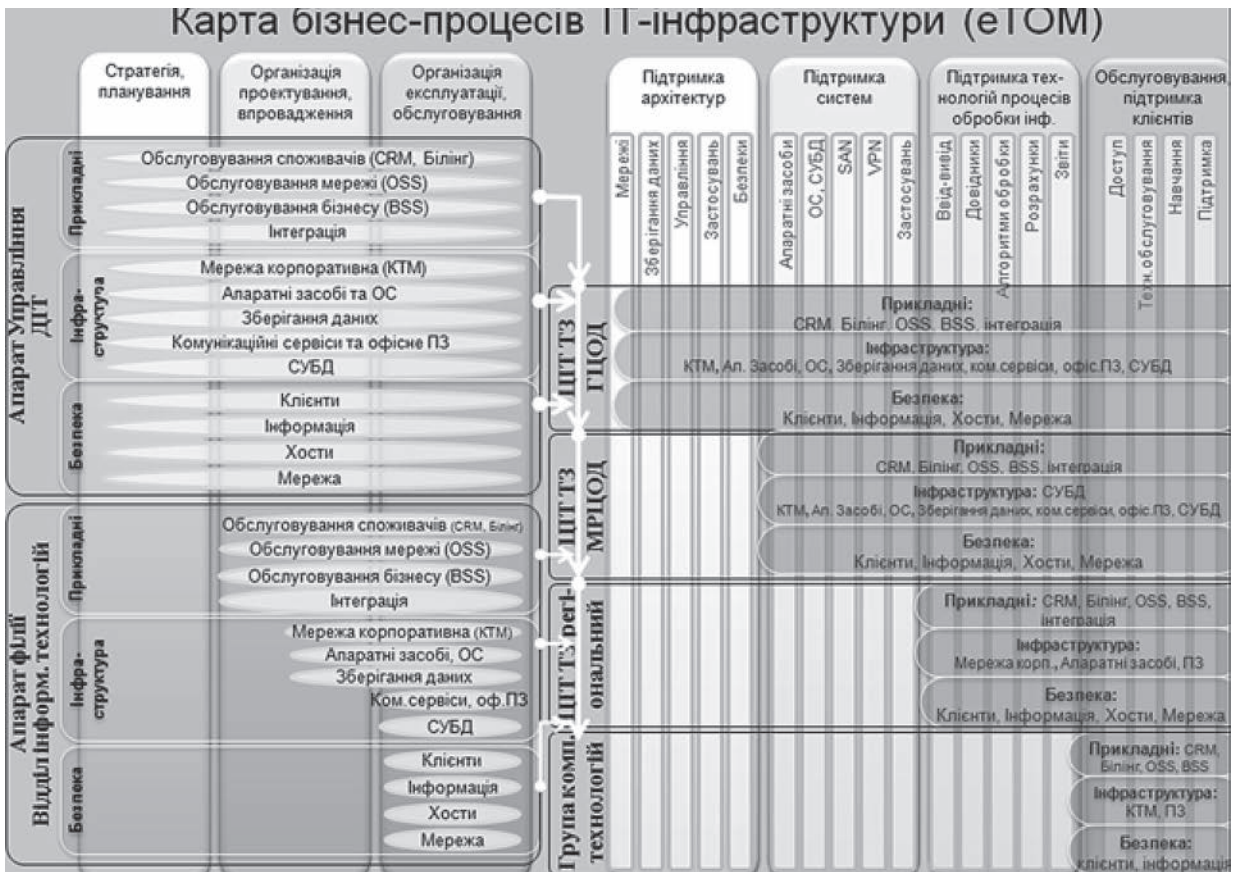 Карта бізнес-процесів ІТ-інфраструктури (eTOM)
Стратегія,
планування
Організація
проектування,
впровадження
Організація
експлуатації,
обслуговування
Підтримка
архітектур
Підтримка
систем
Підтримка тех-
нологій процесів
обробки інф.
Обслуговування,
підтримка
клієнтів
Мережі
Зберігання даних
Управління
Застосувань
Безпеки
Апаратні засоби
ОС, СУБД
SAN
VPN
Застосувань
Ввід-вивід
Довідники
Алгоритми обробки
Розрахунки
Звіти
Доступ
Техн.обслуговування
Навчання
Підтримка
Апарат Управління
ДІТ
Прикладні
Обслуговування споживачів (CRM, Білінг)
Обслуговування мережі (OSS)
Обслуговування бізнесу (BSS)
Інтеграція
Інфра-
структура
Мережа корпоративна (КТМ)
Апаратні засобі та ОС
Зберігання даних
Комунікаційні сервіси та офісне ПЗ
СУБД
Безпека
Клієнти
Інформація
Хости
Мережа
Апарат філії
Відділ інформ. технологій
Прикладні
Обслуговування споживачів (CRM, Білінг)
Обслуговування мережі (OSS)
Обслуговування бізнесу (BSS)
Інтеграція
Інфра-
структура
Мережа корпоративна (КТМ)
Апаратні засобі, ОС
Зберігання даних
Ком.сервіси, оф.ПЗ
СУБД
Безпека
Клієнти
Інформація
Хости
Мережа
ЦІТ ТЗ
ГЦОД
Прикладні:
CRM, Білінг, OSS, BSS, інтеграція
Інфраструктура:
КТМ, Ап. Засобі, ОС, Зберігання даних, ком.сервіси, офіс.ПЗ, СУБД
Безпека:
Клієнти, Інформація, Хости, Мережа
ЦІТ ТЗ
МРЦОД
Прикладні:
CRM, Білінг, OSS, BSS, інтеграція
Інфраструктура: СУБД
КТМ, Ап. Засобі, ОС, Зберігання даних, ком.сервіси, офіс.ПЗ, СУБД
Безпека:
Клієнти, Інформація, Хости, Мережа
ЦІТ ТЗ регі-
ональний
Прикладні: CRM, Білінг, OSS, BSS,
інтеграція
Інфраструктура:
Мережа корп., Апаратні засобі, ПЗ
Безпека:
Клієнти, Інформація, Хости, Мережа
Група комп.
технологій
Прикладні: CRM,
Білінг, OSS, BSS
Інфраструктура:
КТМ, ПЗ
Безпека:
клієнти, інформація